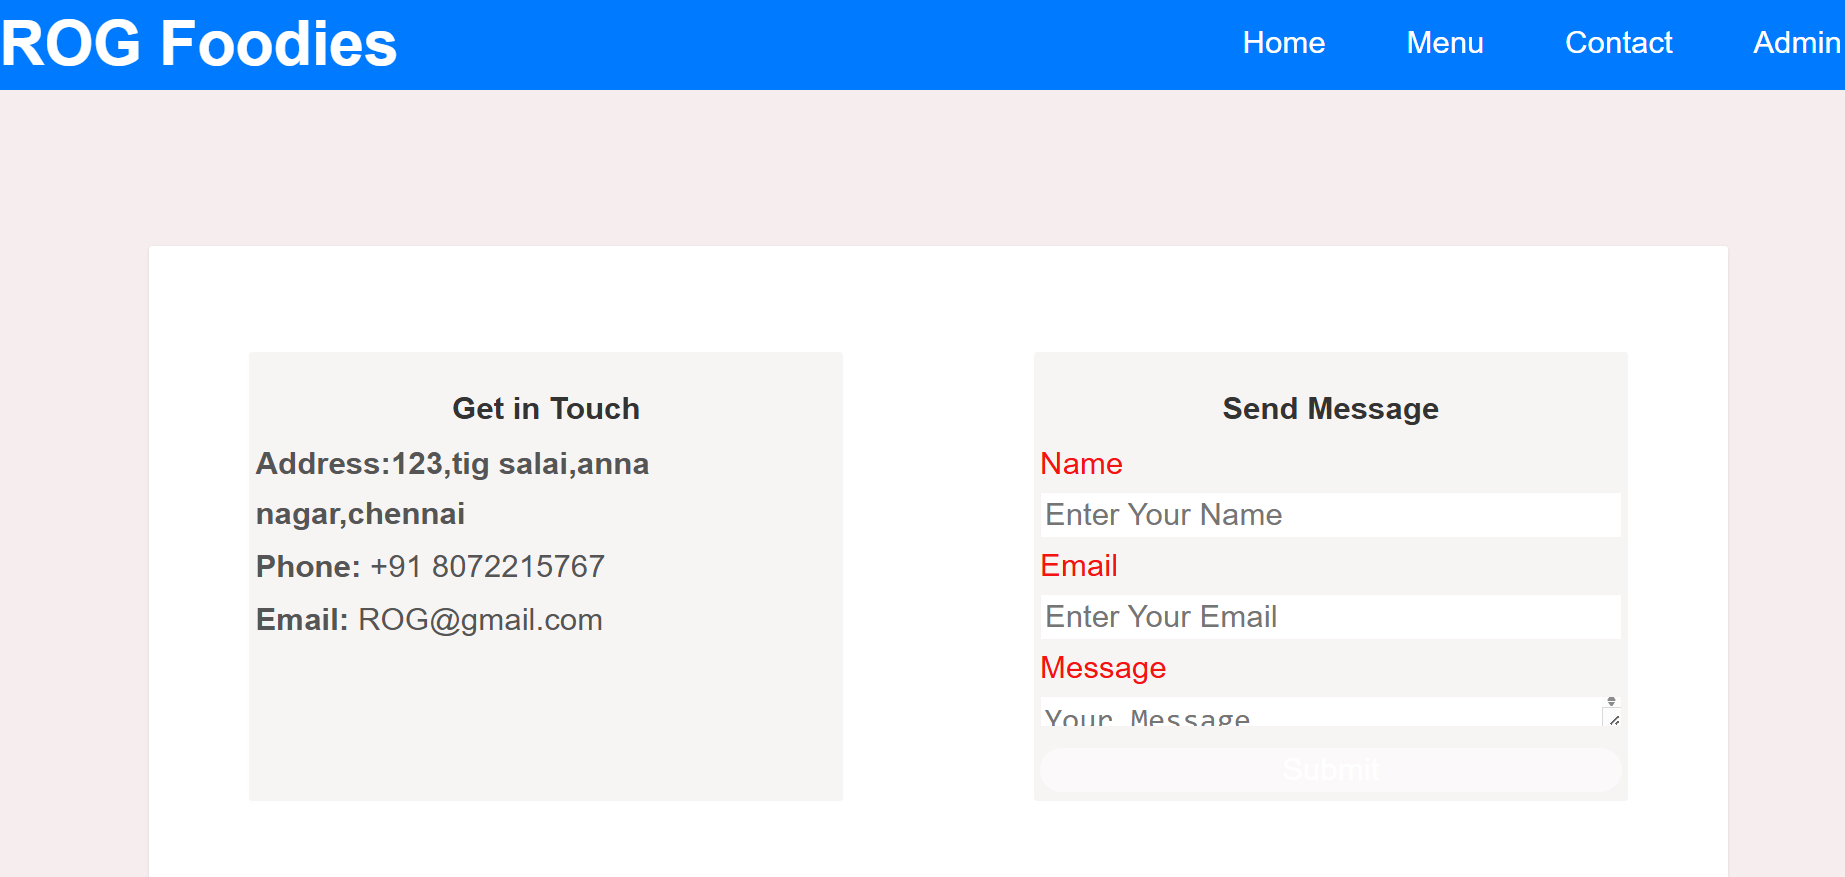 ROG Foodies
Home Menu Contact Admin
Get in Touch
Address:123,tig salai,anna
nagar,chennai
Phone: +91 8072215767
Email: ROG@gmail.com
Send Message
Name
Enter Your Name
Email
Enter Your Email
Message
Your Message
Submit